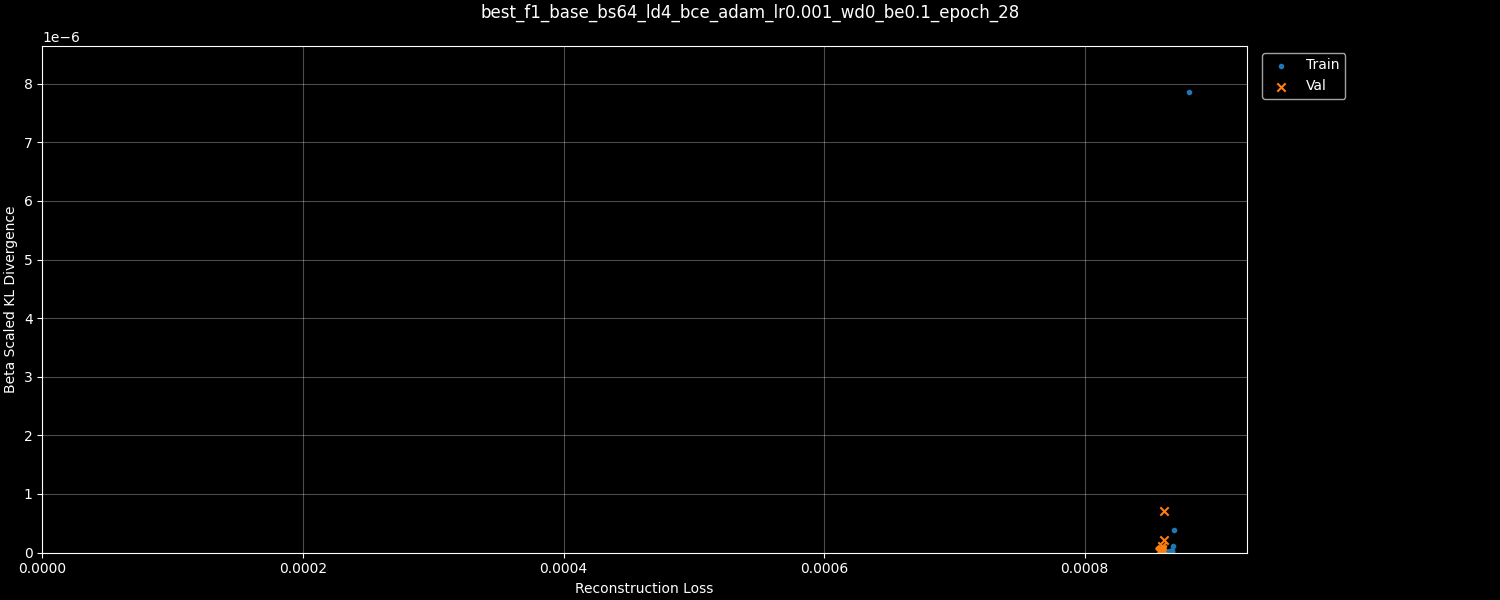 best_f1_base_bs64_ld4_bce_adam_lr0.001_wd0_be0.1_epoch_28
1e−6
Train
Val
8
7
6
5
4
3
2
1
0
Beta Scaled KL Divergence
0.0000 0.0002 0.0004 0.0006 0.0008
Reconstruction Loss